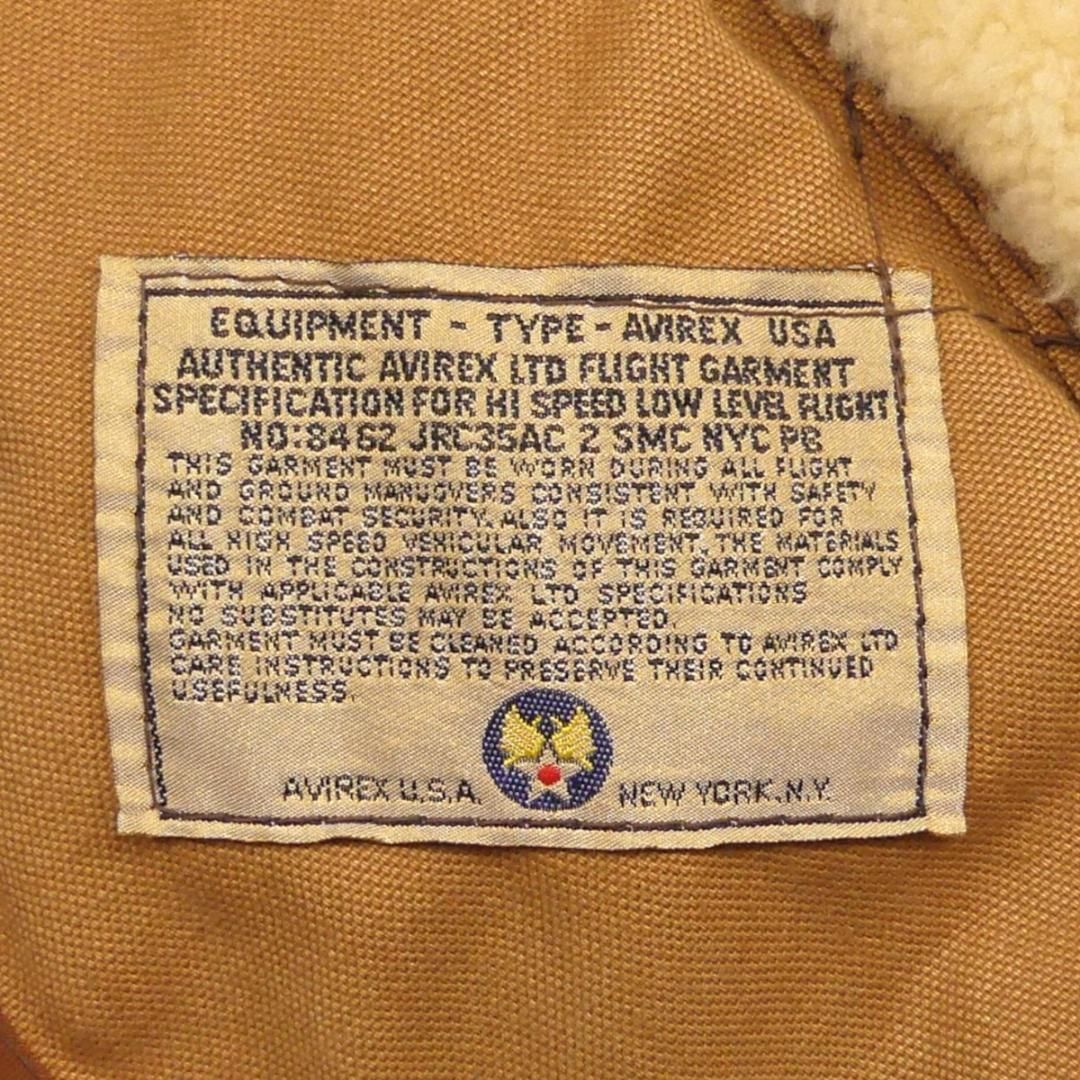 EQUIPMENT - TYPE - AVIREX USA
AUTHENTIC AVIREX LTD FLIGHT GARMENT
SPECIFICATION FOR HI SPEED LOW LEVEL FLIGHT
NO:8462 JRC35AC 2 SMC NYC PB
THIS GARMENT MUST BE WORN DURING ALL FLIGHT
AND GROUND MANUOVERS CONSISTENT WITH SAFETY
AND COMBAT SECURITY. ALSO IT IS REQUIRED FOR
ALL HIGH SPEED VEHICULAR MOVEMENT. THE MATERIALS
USED IN THE CONSTRUCTIONS OF THIS GARMENT COMPLY
WITH APPLICABLE AVIREX LTD SPECIFICATIONS
NO SUBSTITUTES MAY BE ACCEPTED.
GARMENT MUST BE CLEANED ACCORDING TO AVIREX LTD
CARE INSTRUCTIONS TO PRESERVE THEIR CONTINUED
USEFULNESS.
AVIREX U.S.A. NEW YORK.N.Y.